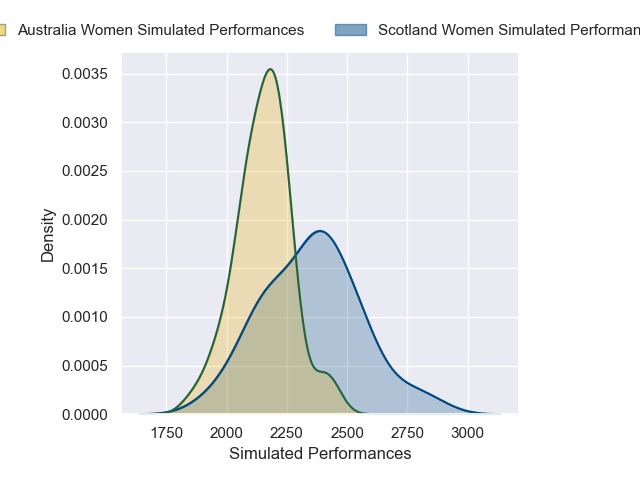 Australia Women Simulated Performances
Scotland Women Simulated
0.0035
0.0030
0.0025
0.0020
0.0015
0.0010
0.0005
0.0000
Density
1750 2000 2250 2500 2750 3000
Simulated Performances